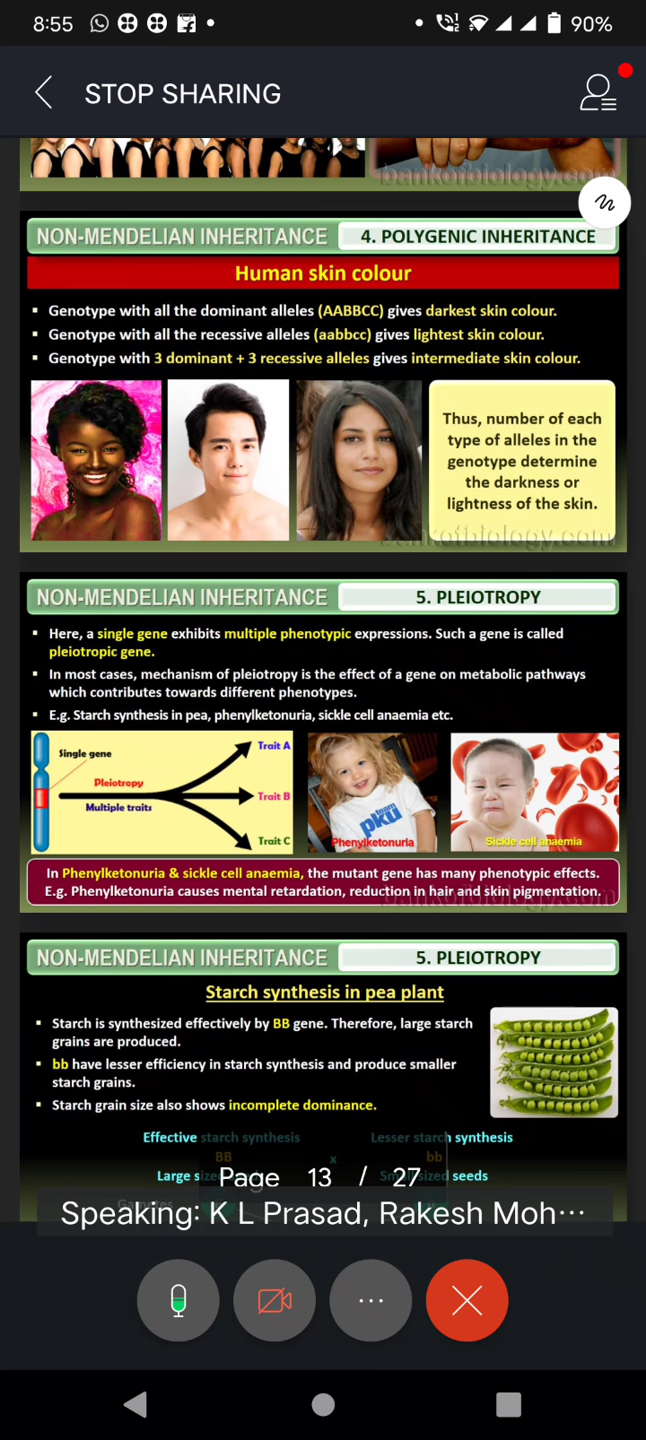 8:55
90%
STOP SHARING
bankofbiology.com
NON-MENDELIAN INHERITANCE
4. POLYGENIC INHERITANCE
Human skin colour
▪ Genotype with all the dominant alleles (AABBCC) gives darkest skin colour.
▪ Genotype with all the recessive alleles (aabbcc) gives lightest skin colour.
▪ Genotype with 3 dominant + 3 recessive alleles gives intermediate skin colour.
Thus, number of each
type of alleles in the
genotype determine
the darkness or
lightness of the skin.
bankofbiology.com
NON-MENDELIAN INHERITANCE
5. PLEIOTROPY
▪ Here, a single gene exhibits multiple phenotypic expressions. Such a gene is called
pleiotropic gene.
▪ In most cases, mechanism of pleiotropy is the effect of a gene on metabolic pathways
which contributes towards different phenotypes.
▪ E.g. Starch synthesis in pea, phenylketonuria, sickle cell anaemia etc.
Single gene
Pleiotropy
Multiple traits
Trait A
Trait B
Trait C
team
pku
Phenylketonuria
Sickle cell anaemia
In Phenylketonuria & sickle cell anaemia, the mutant gene has many phenotypic effects.
E.g. Phenylketonuria causes mental retardation, reduction in hair and skin pigmentation.
bankofbiology.com
NON-MENDELIAN INHERITANCE
5. PLEIOTROPY
Starch synthesis in pea plant
▪ Starch is synthesized effectively by BB gene. Therefore, large starch
grains are produced.
▪ bb have lesser efficiency in starch synthesis and produce smaller
starch grains.
▪ Starch grain size also shows incomplete dominance.
Effective starch synthesis
Lesser starch synthesis
BB
x
bb
Large
seeds
Page 13 / 27
Gametes
Speaking: K L Prasad, Rakesh Moh···